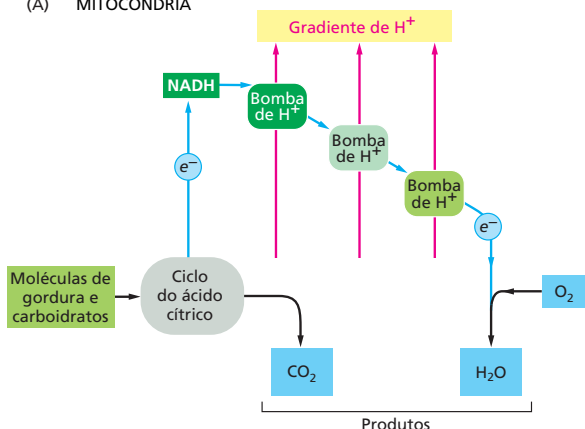 (A) MITOCÔNDRIA
Gradiente de H⁺
NADH
Bomba
de H⁺
Bomba
de H⁺
Bomba
de H⁺
e⁻
e⁻
Moléculas de
gordura e
carboidratos
Ciclo
do ácido
cítrico
O₂
CO₂
H₂O
Produtos